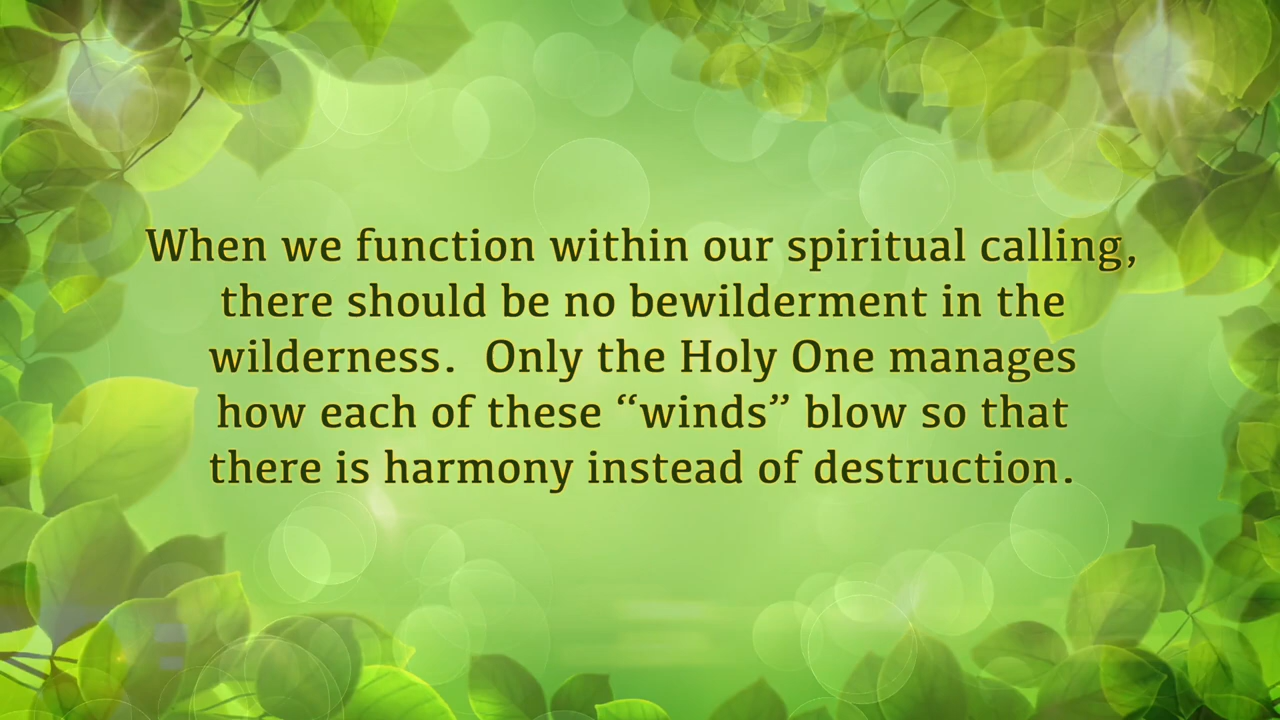 When we function within our spiritual calling,
there should be no bewilderment in the
wilderness.  Only the Holy One manages
how each of these “winds” blow so that
there is harmony instead of destruction.